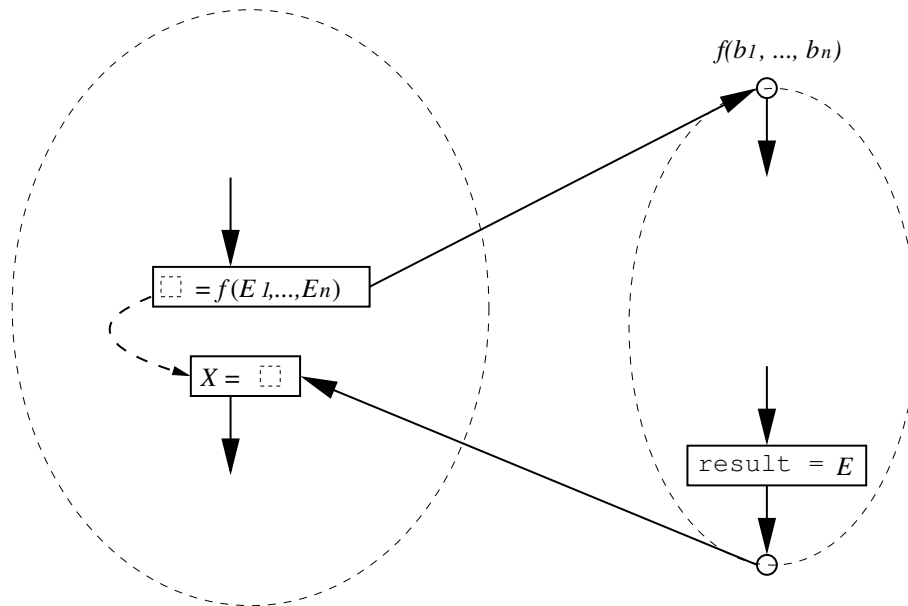 f(b1, ..., bn)
= f(E1,...,En)
X =
result = E